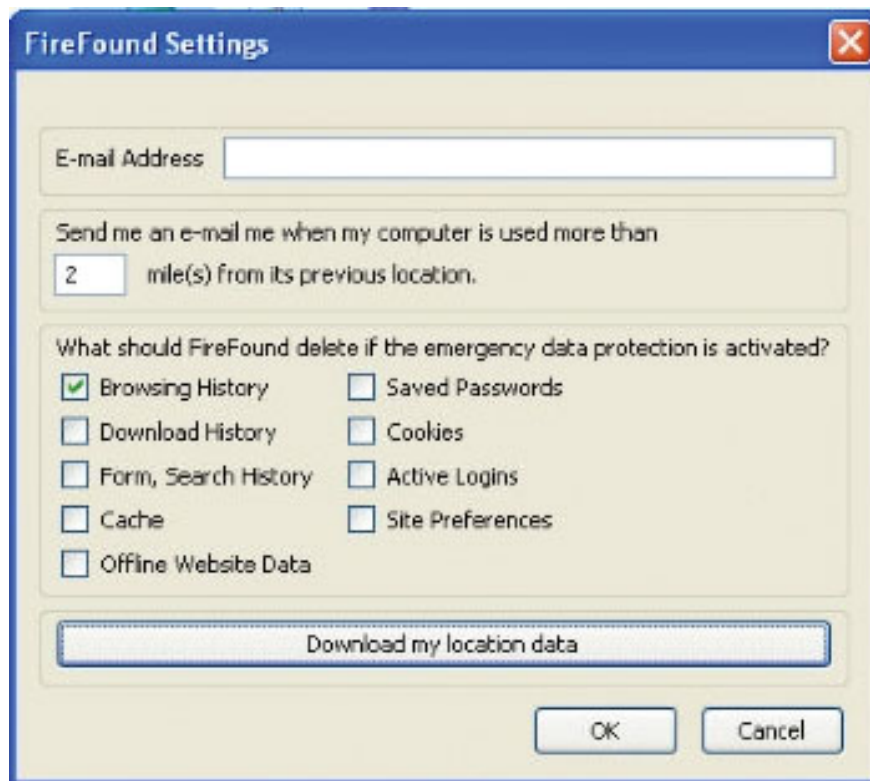 FireFound Settings
E-mail Address
Send me an e-mail me when my computer is used more than
2 mile(s) from its previous location.
What should FireFound delete if the emergency data protection is activated?
Browsing History Saved Passwords
Download History Cookies
Form, Search History Active Logins
Cache Site Preferences
Offline Website Data
Download my location data
OK Cancel